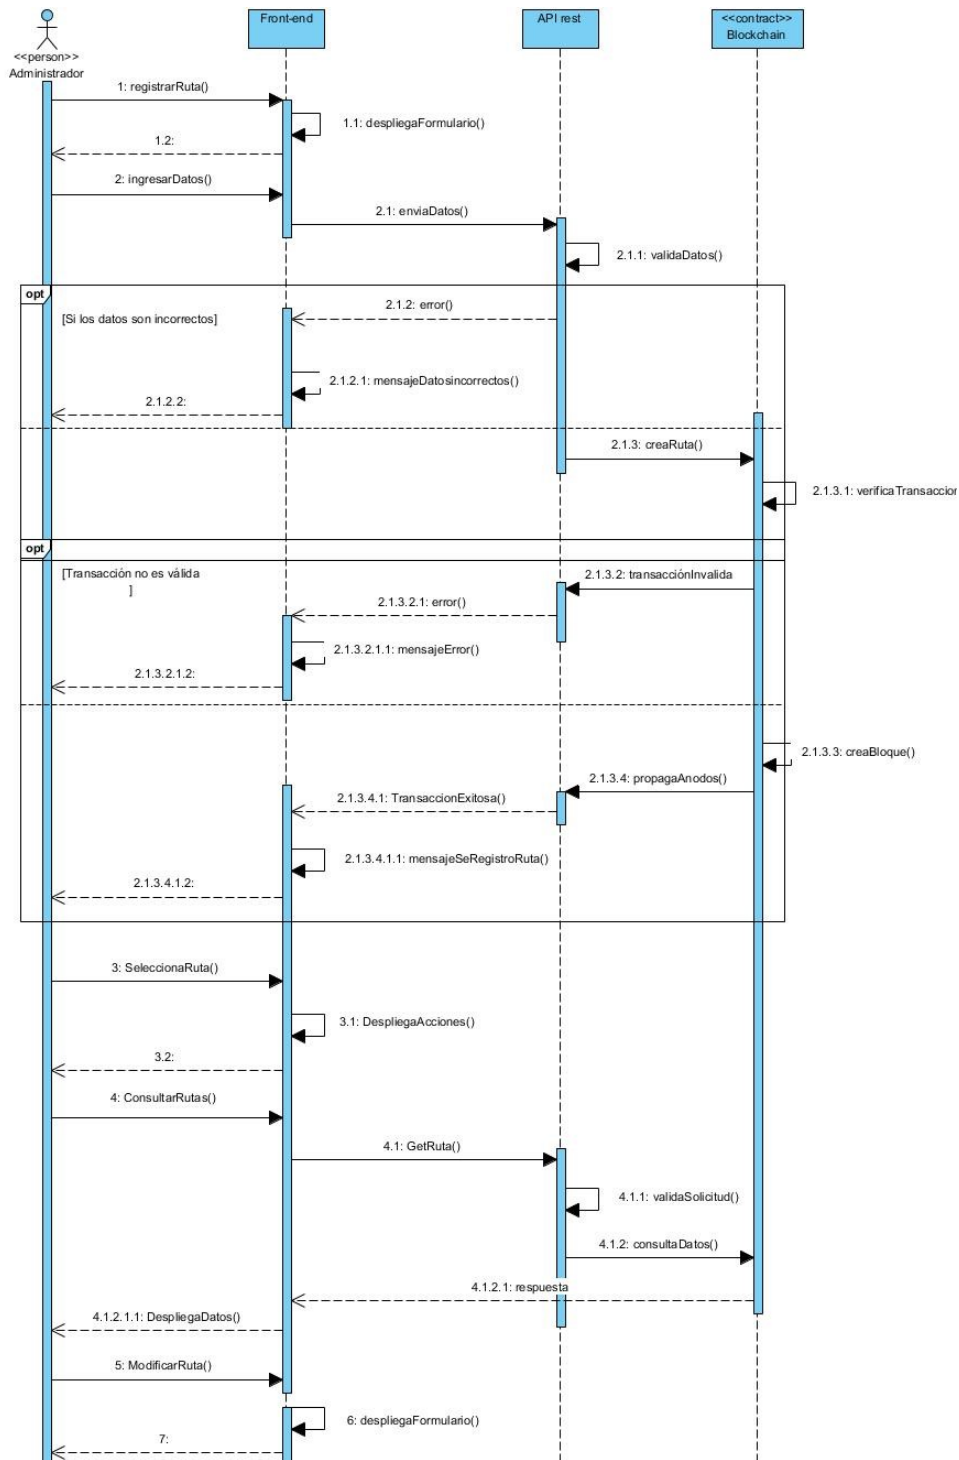 Front-end
API rest
<<contract>>
Blockchain
<<person>>
Administrador
1: registrarRuta()
1.1: despliegaFormulario()
1.2:
2: ingresarDatos()
2.1: enviaDatos()
2.1.1: validaDatos()
opt
2.1.2: error()
[Si los datos son incorrectos]
2.1.2.1: mensajeDatosincorrectos()
2.1.2.2:
2.1.3: creaRuta()
2.1.3.1: verificaTransaccion
opt
[Transacción no es válida
]
2.1.3.2: transacciónInvalida
2.1.3.2.1: error()
2.1.3.2.1.1: mensajeError()
2.1.3.2.1.2:
2.1.3.3: creaBloque()
2.1.3.4: propagaAnodos()
2.1.3.4.1: TransaccionExitosa()
2.1.3.4.1.1: mensajeSeRegistroRuta()
2.1.3.4.1.2:
3: SeleccionaRuta()
3.1: DespliegaAcciones()
3.2:
4: ConsultarRutas()
4.1: GetRuta()
4.1.1: validaSolicitud()
4.1.2: consultaDatos()
4.1.2.1: respuesta
4.1.2.1.1: DespliegaDatos()
5: ModificarRuta()
6: despliegaFormulario()
7: